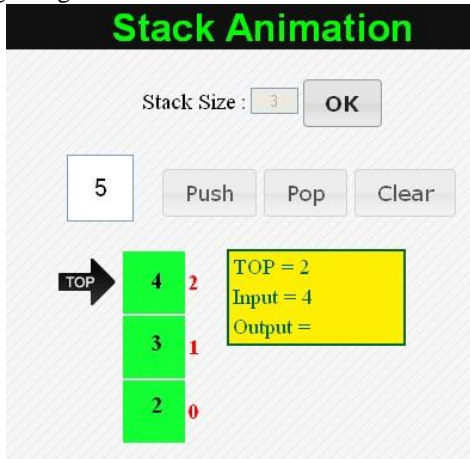 Stack Animation
Stack Size : 3 OK
5 Push Pop Clear
TOP 4 2
3 1
2 0
TOP = 2
Input = 4
Output =